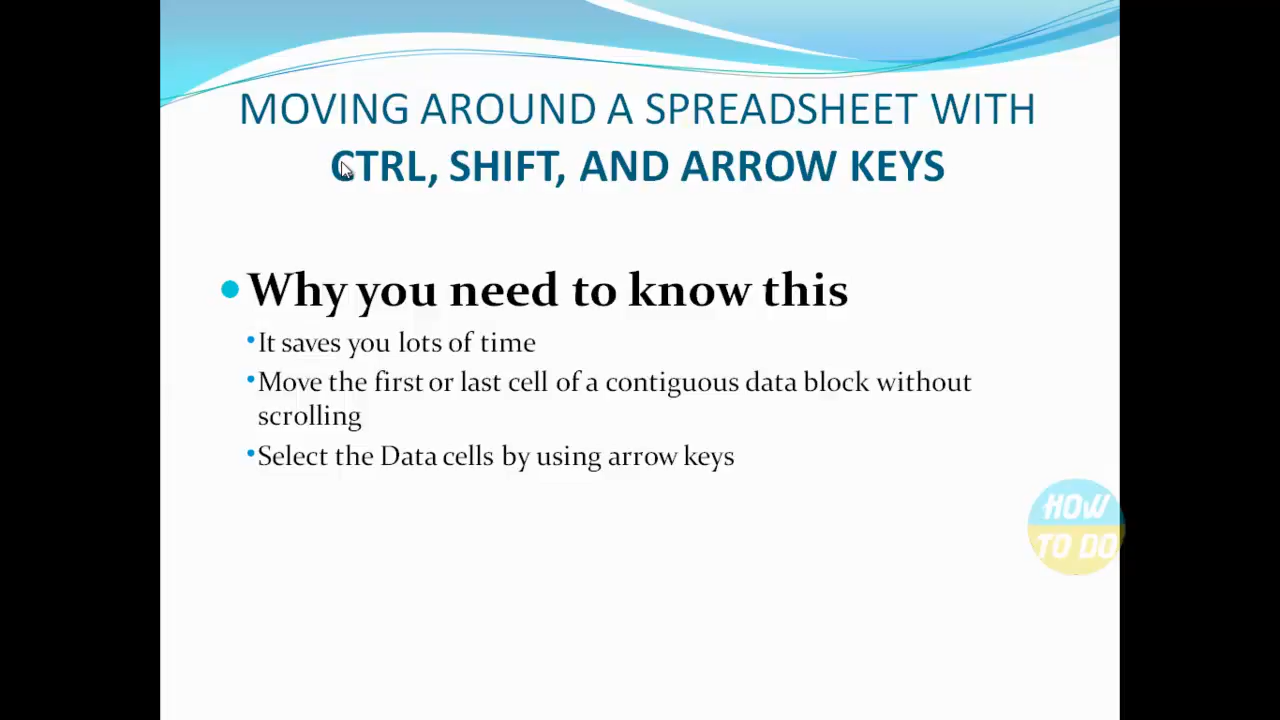 MOVING AROUND A SPREADSHEET WITH
CTRL, SHIFT, AND ARROW KEYS
• Why you need to know this
• It saves you lots of time
• Move the first or last cell of a contiguous data block without
scrolling
• Select the Data cells by using arrow keys
HOW
TO DO